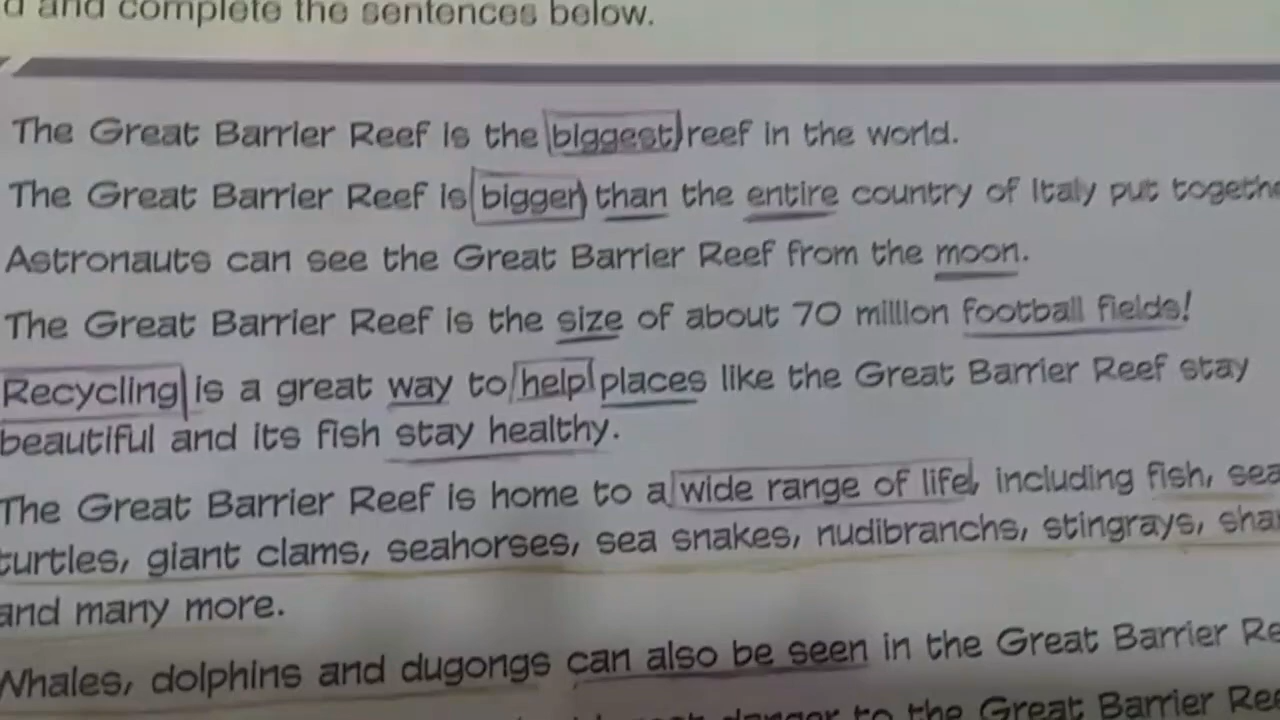 and complete the sentences below.
The Great Barrier Reef is the biggest reef in the world.
The Great Barrier Reef is bigger than the entire country of Italy put
Astronauts can see the Great Barrier Reef from the moon.
The Great Barrier Reef is the size of about 70 million football fields!
Recycling is a great way to help places like the Great Barrier Reef stay
beautiful and its fish stay healthy.
The Great Barrier Reef is home to a wide range of life, including fish, sea
turtles, giant clams, seahorses, sea snakes, nudibranchs, stingrays,
and many more.
Whales, dolphins and dugongs can also be seen in the Great Barrier
danger to the Great Barrier